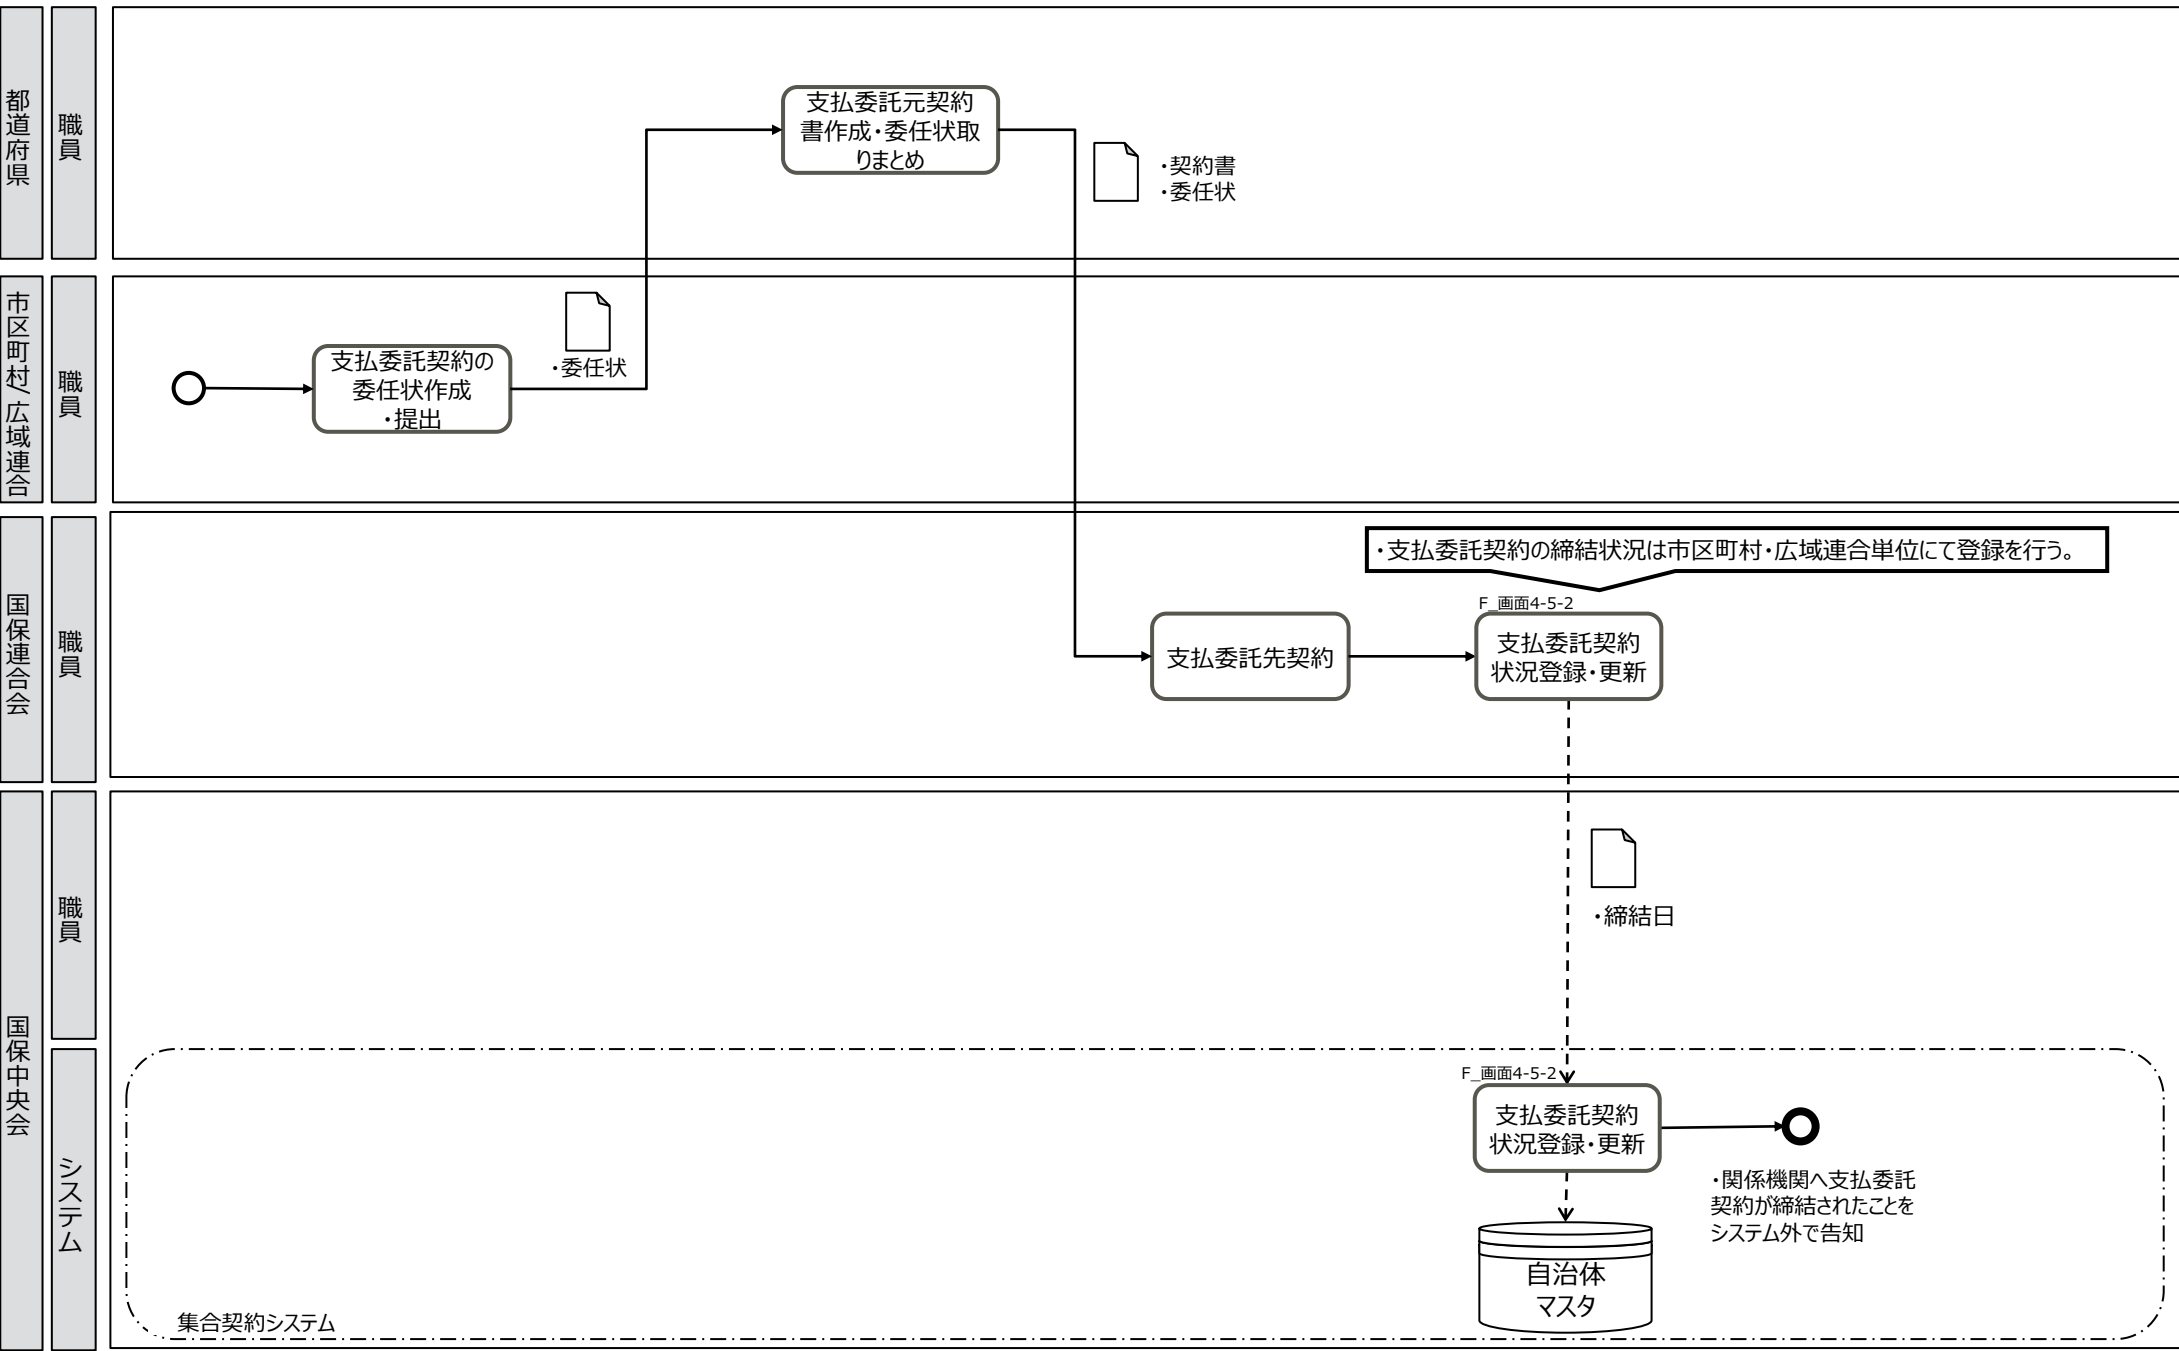 都道府県
職員
支払委託元契約
書作成・委任状取
りまとめ
・契約書
・委任状
市区町村/広域連合
職員
支払委託契約の
委任状作成
・提出
・委任状
国保連合会
職員
・支払委託契約の締結状況は市区町村・広域連合単位にて登録を行う。
F_画面4-5-2
支払委託先契約
支払委託契約
状況登録・更新
国保中央会
職員
・締結日
システム
F_画面4-5-2
支払委託契約
状況登録・更新
・関係機関へ支払委託
契約が締結されたことを
システム外で告知
自治体
マスタ
集合契約システム